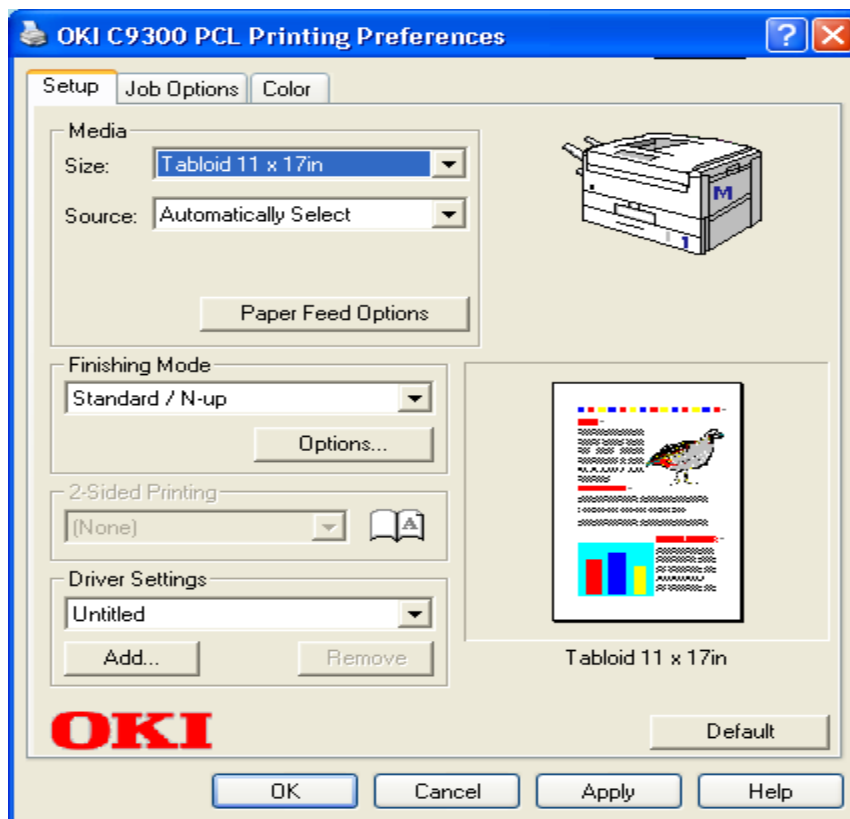 OKI C9300 PCL Printing Preferences
Setup
Job Options
Color
Media
Size:
Tabloid 11 x 17in
Source:
Automatically Select
Paper Feed Options
M
1
Finishing Mode
Standard / N-up
Options...
2-Sided Printing
(None)
A
Driver Settings
Untitled
Add...
Remove
Tabloid 11 x 17in
OKI
Default
OK
Cancel
Apply
Help